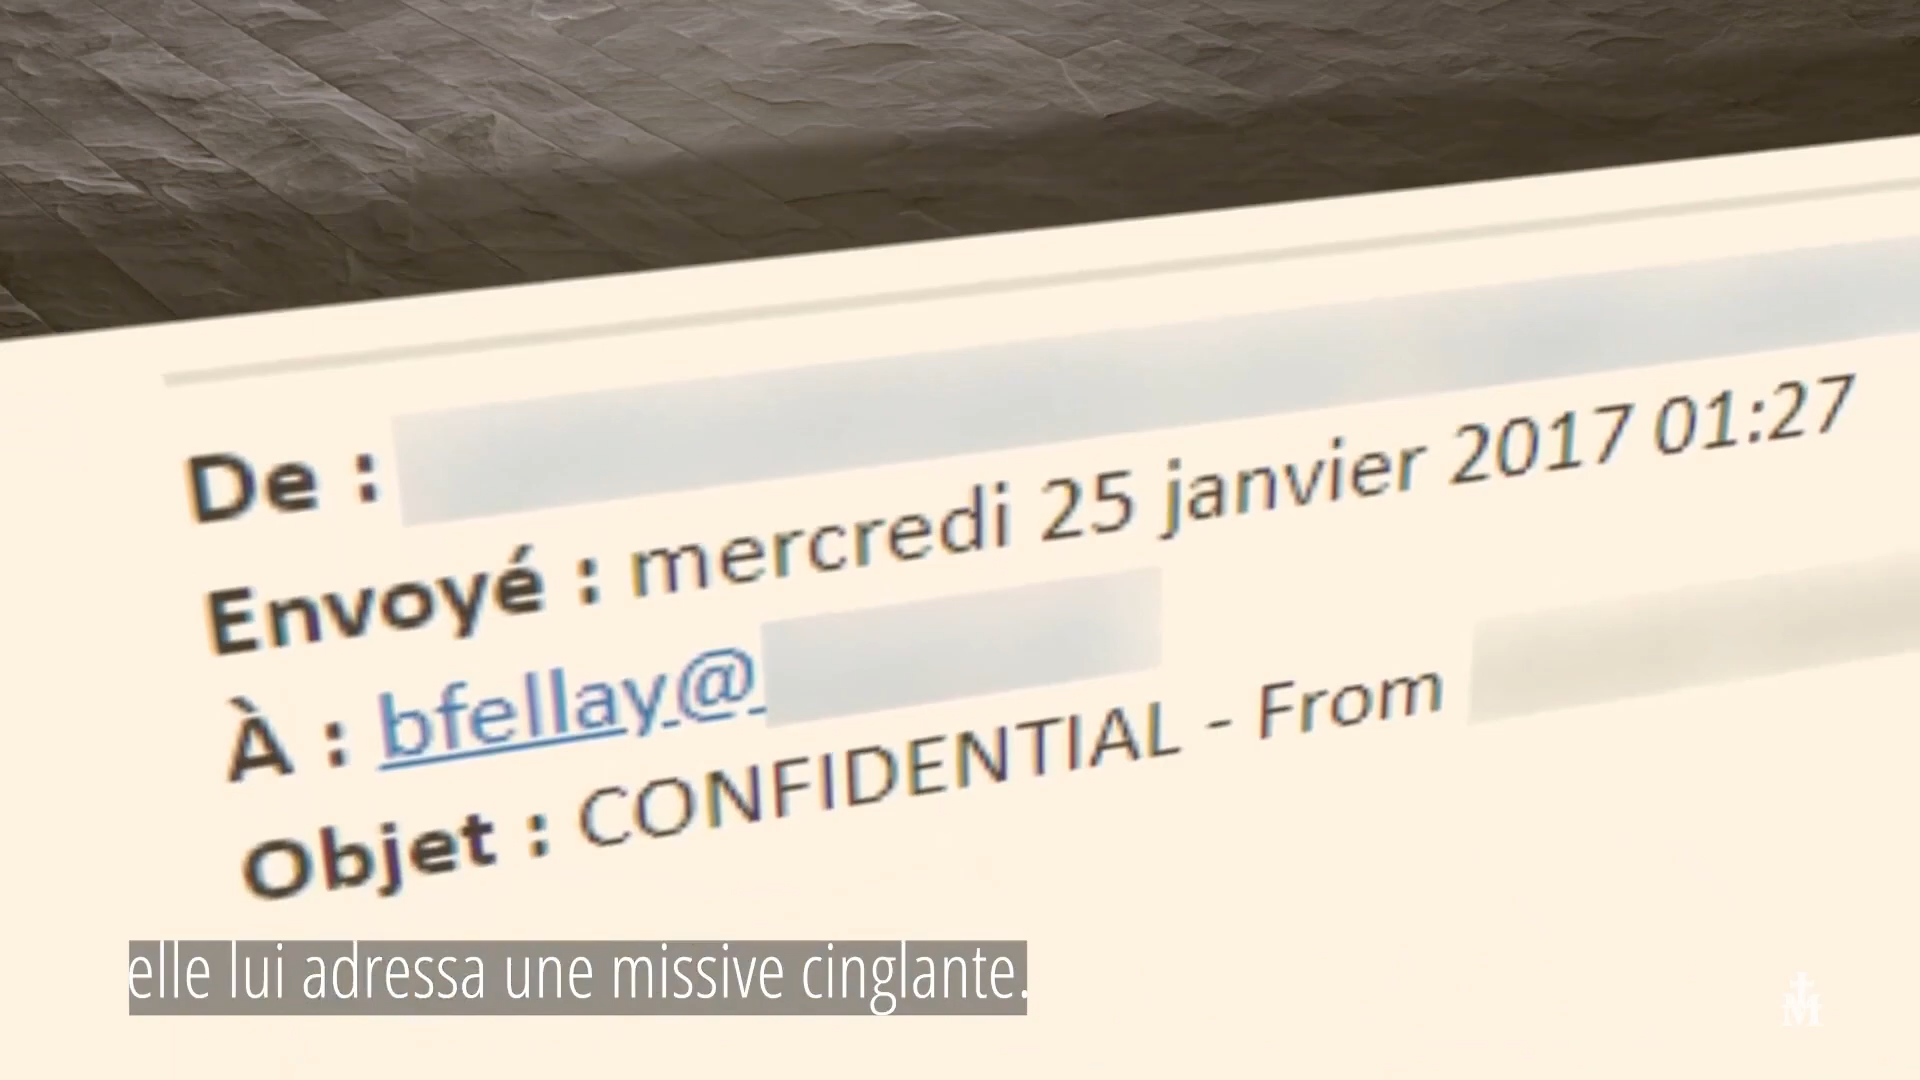 De :
Envoyé : mercredi 25 janvier 2017 01:27
À : bfellay@
Objet : CONFIDENTIAL - From
elle lui adressa une missive cinglante.
M